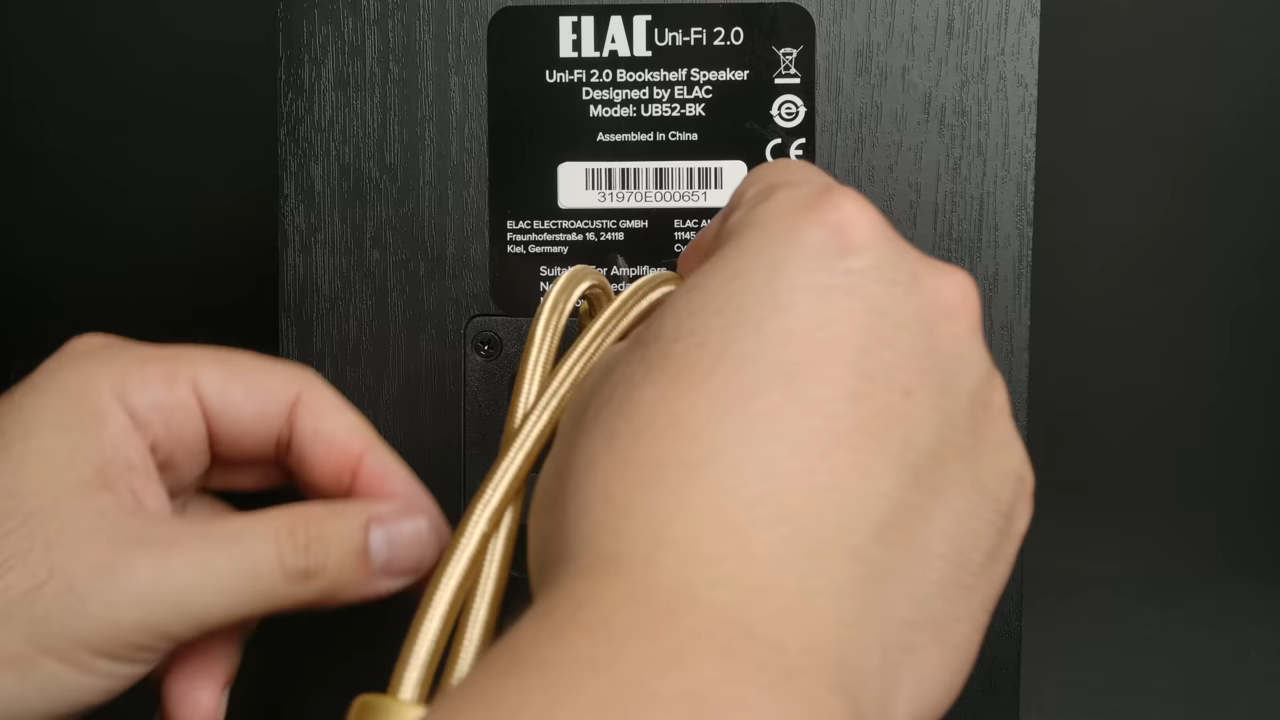 ELAC Uni-Fi 2.0
Uni-Fi 2.0 Bookshelf Speaker
Designed by ELAC
Model: UB52-BK
Assembled in China
CE
31970E000651
ELAC ELECTROACUSTIC GMBH
Fraunhoferstraße 16, 24118
Kiel, Germany
ELAC
11145
For Amplifiers